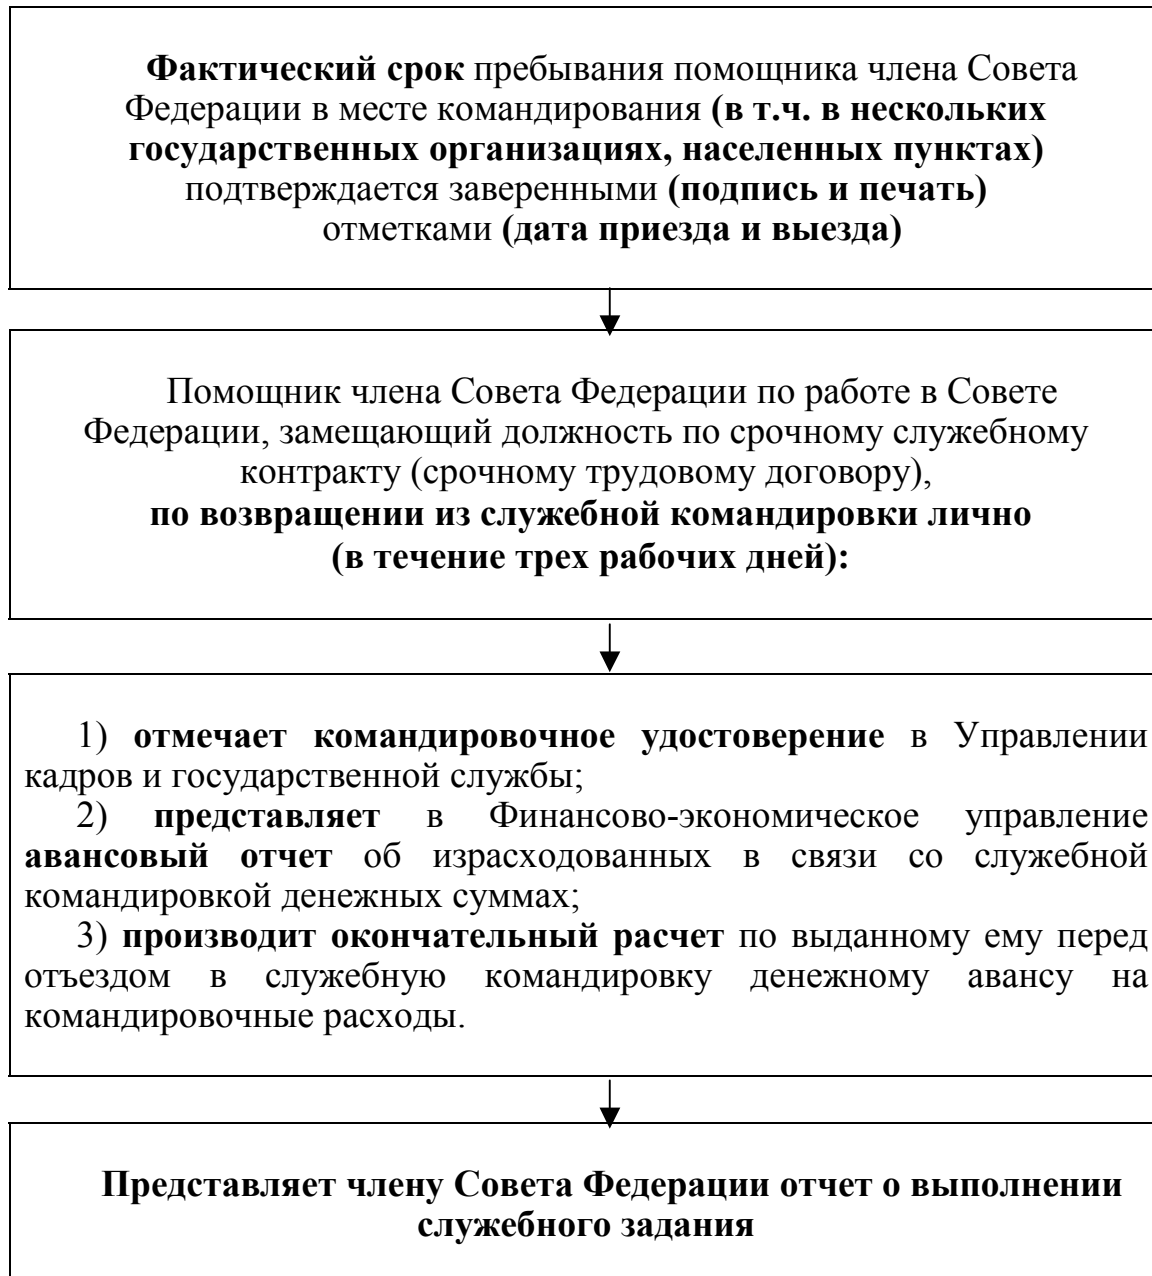 Фактический срок пребывания помощника члена Совета
Федерации в месте командирования (в т.ч. в нескольких
государственных организациях, населенных пунктах)
подтверждается заверенными (подпись и печать)
отметками (дата приезда и выезда)
Помощник члена Совета Федерации по работе в Совете
Федерации, замещающий должность по срочному служебному
контракту (срочному трудовому договору),
по возвращении из служебной командировки лично
(в течение трех рабочих дней):
1) отмечает командировочное удостоверение в Управлении
кадров и государственной службы;
2) представляет в Финансово-экономическое управление
авансовый отчет об израсходованных в связи со служебной
командировкой денежных суммах;
3) производит окончательный расчет по выданному ему перед
отъездом в служебную командировку денежному авансу на
командировочные расходы.
Представляет члену Совета Федерации отчет о выполнении
служебного задания